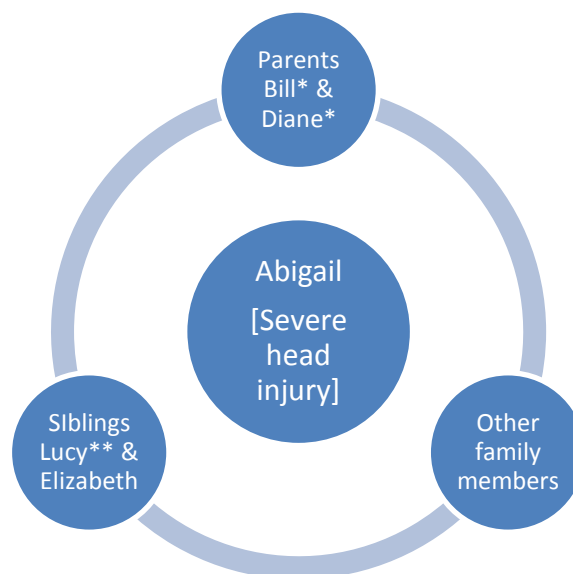 Parents
Bill* &
Diane*
Abigail
[Severe
head
injury]
SIblings
Lucy** &
Elizabeth
Other
family
members